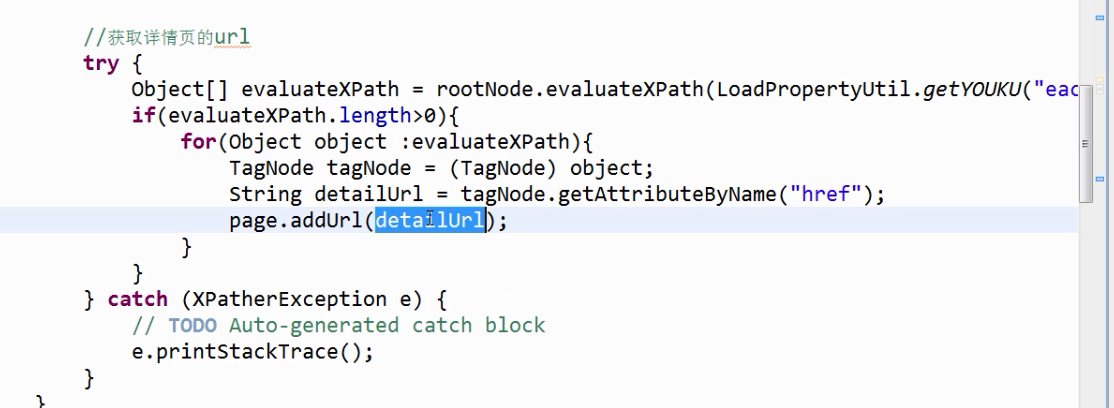 //获取详情页的url
try {
Object[] evaluateXPath = rootNode.evaluateXPath(LoadPropertyUtil.getYOUKU("eac
if(evaluateXPath.length>0){
for(Object object :evaluateXPath){
TagNode tagNode = (TagNode) object;
String detailUrl = tagNode.getAttributeByName("href");
page.addUrl(detailUrl);
}
}
} catch (XPatherException e) {
// TODO Auto-generated catch block
e.printStackTrace();
}
}